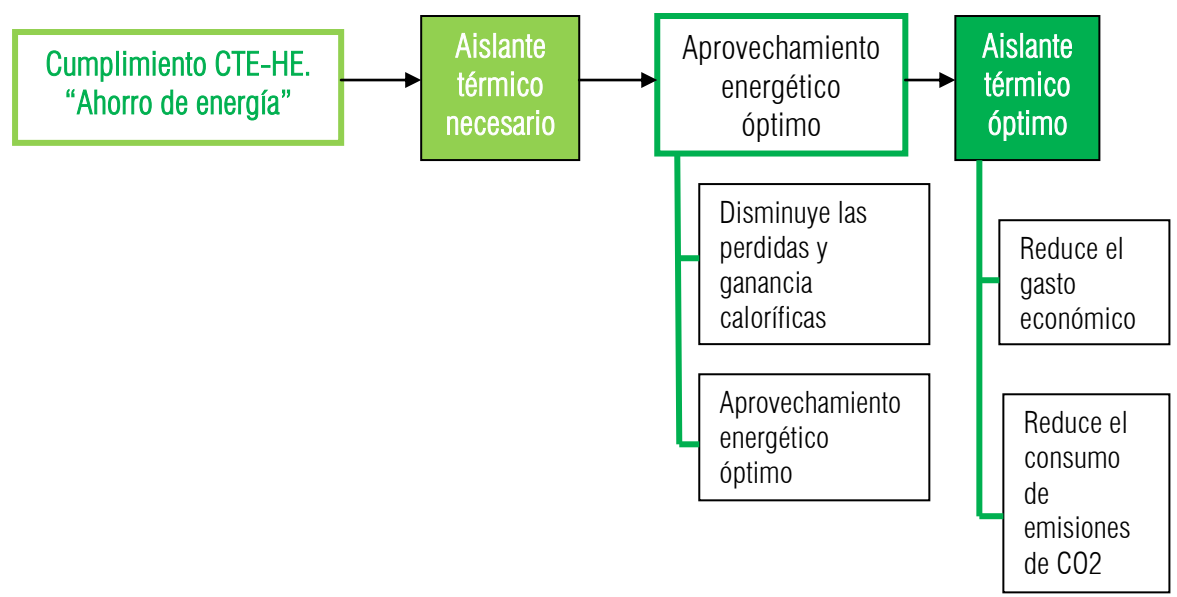 Cumplimiento CTE-HE.
“Ahorro de energía”
Aislante
térmico
necesario
Aprovechamiento
energético
óptimo
Aislante
térmico
óptimo
Disminuye las
perdidas y
ganancia
caloríficas
Aprovechamiento
energético
óptimo
Reduce el
gasto
económico
Reduce el
consumo
de
emisiones
de CO2